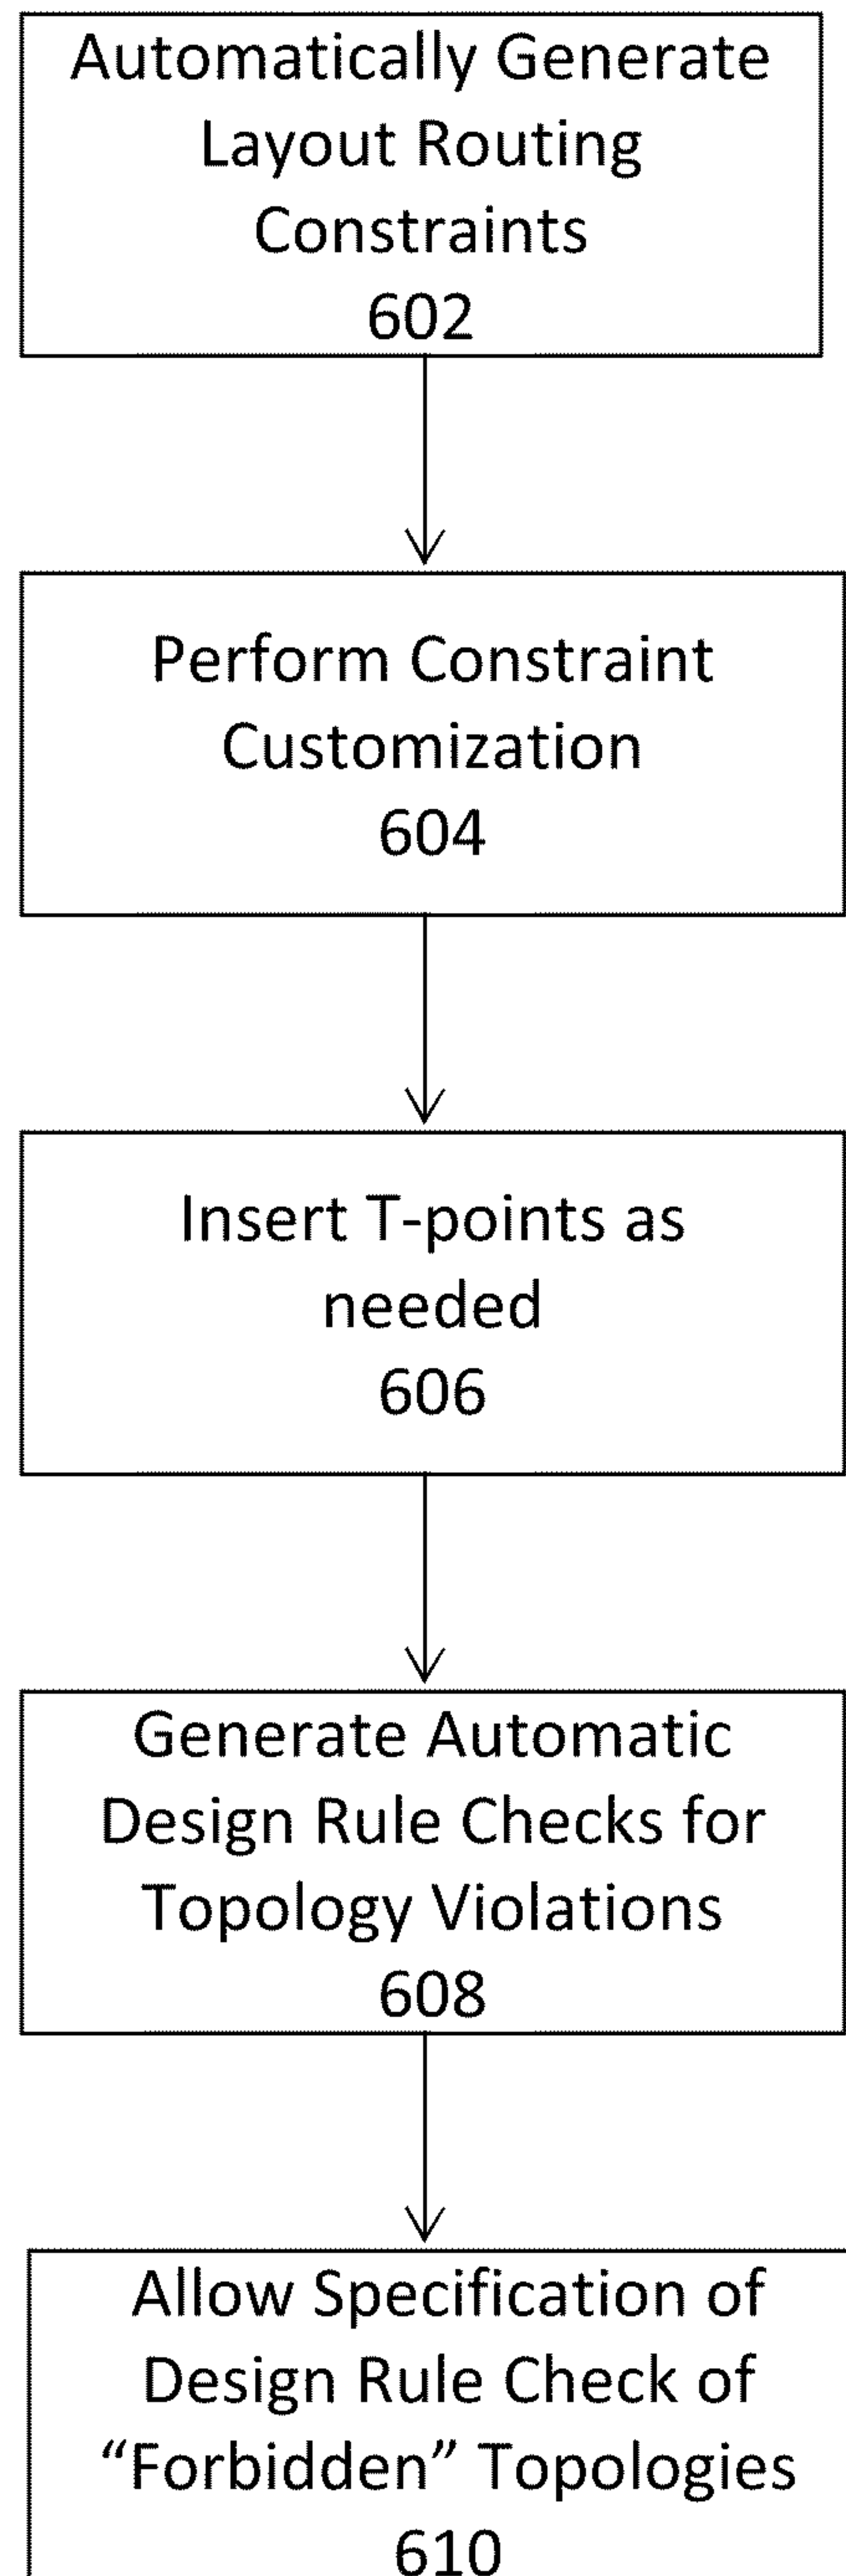 Automatically Generate
Layout Routing
Constraints
602
Perform Constraint
Customization
604
Insert T-points as
needed
606
Generate Automatic
Design Rule Checks for
Topology Violations
608
Allow Specification of
Design Rule Check of
“Forbidden” Topologies
610